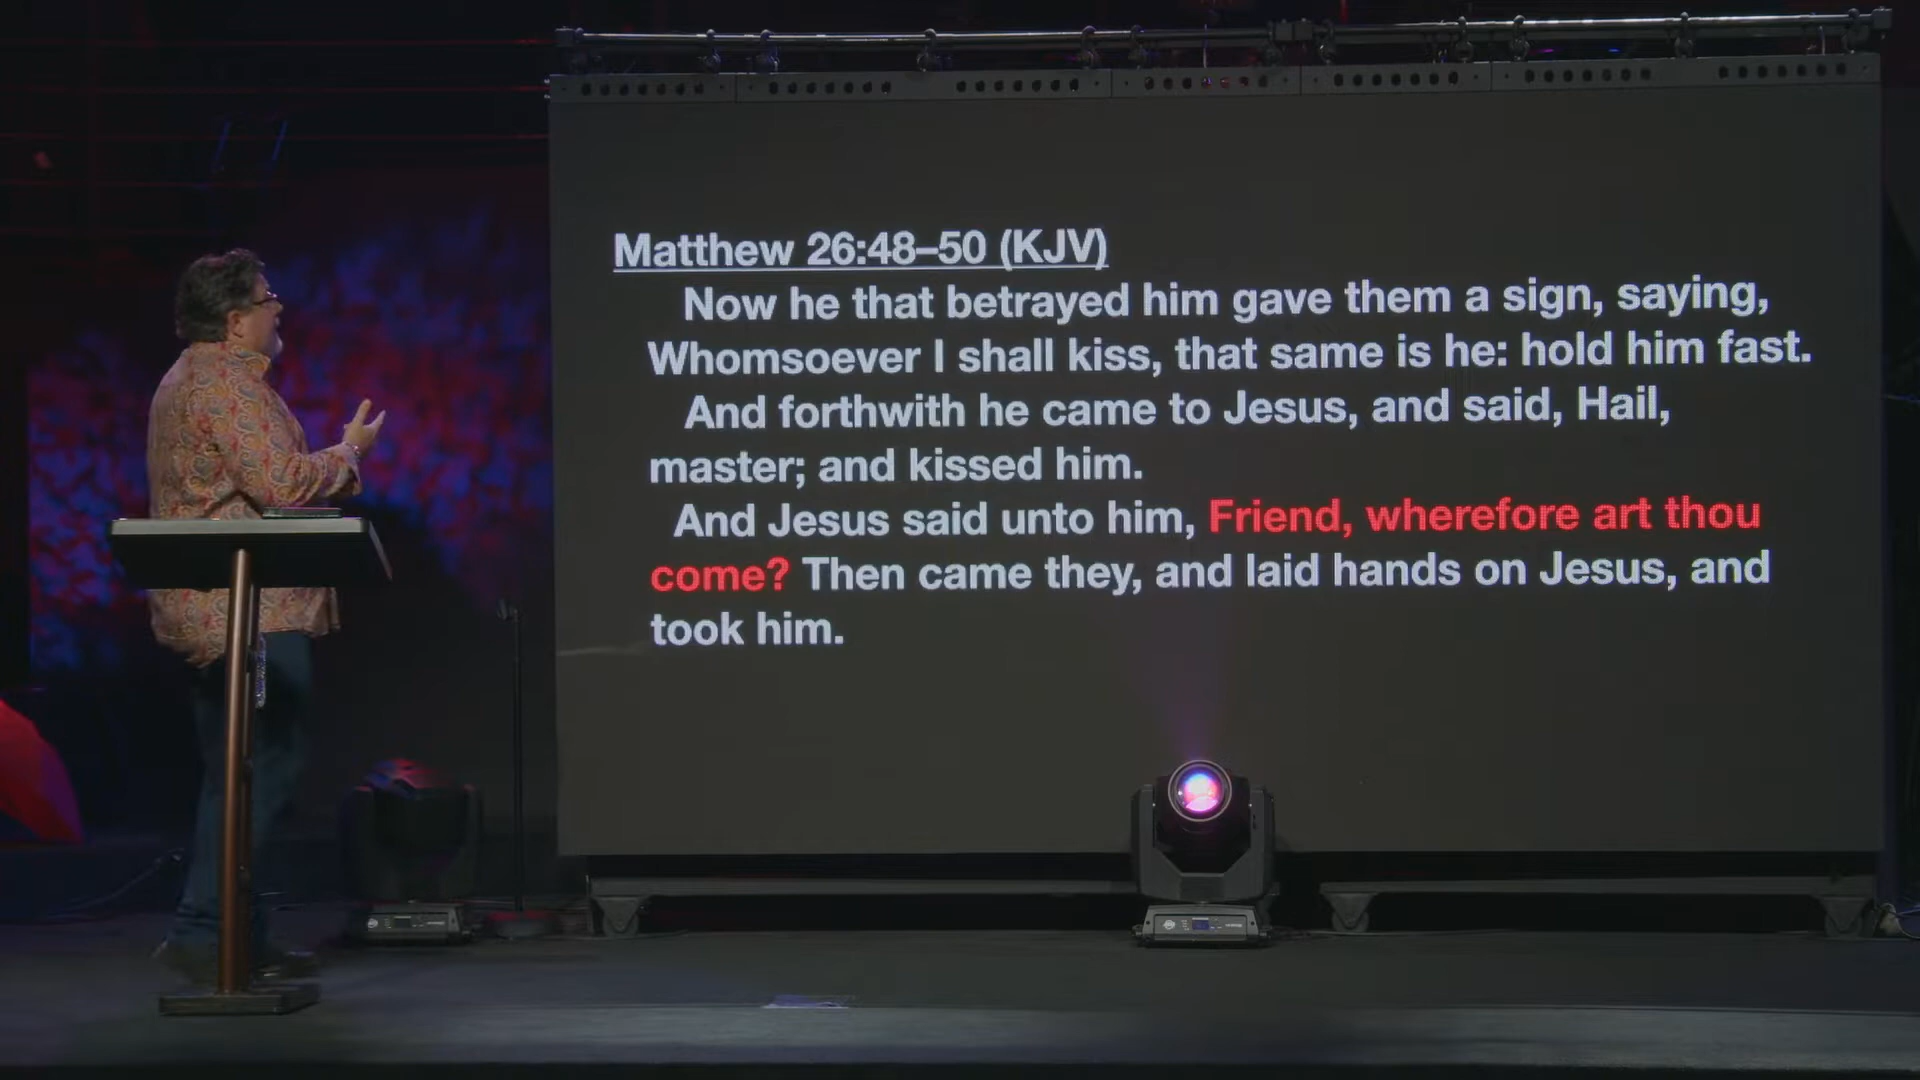 Matthew 26:48–50 (KJV)
Now he that betrayed him gave them a sign, saying,
Whomsoever I shall kiss, that same is he: hold him fast.
And forthwith he came to Jesus, and said, Hail,
master; and kissed him.
And Jesus said unto him, Friend, wherefore art thou
come? Then came they, and laid hands on Jesus, and
took him.